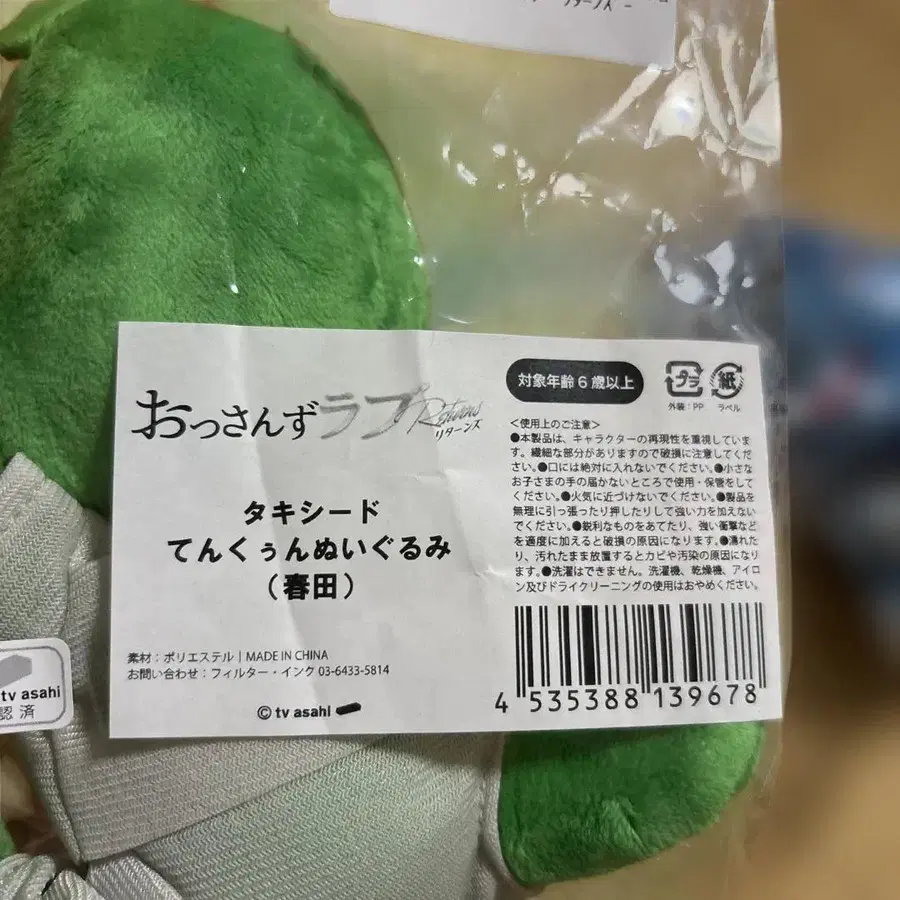 おっさんずラブ Returns
リターンズ
タキシード
てんくぅんぬいぐるみ
(春田)
素材：ポリエステル | MADE IN CHINA
お問い合わせ：フィルター・インク 03-6433-5814
© tv asahi
対象年齢6歳以上
プラ 紙
外装：PP ラベル
＜使用上のご注意＞
●本製品は、キャラクターの再現性を重視していま
す。繊細な部分がありますので破損に注意してくだ
さい。●口には絶対に入れないでください。●小さな
お子さまの手の届かないところで使用・保管をして
ください。●火気に近づけないでください。●製品を
無理に引っ張ったり押したりして強い力を加えない
でください。●鋭利なものをあてたり、強い衝撃など
を過度に加えると破損の原因になります。●濡れた
り、汚れたまま放置するとカビや汚染の原因になり
ます。●洗濯はできません。洗濯機、乾燥機、アイロ
ン及びドライクリーニングの使用はおやめください。
4 535388 139678
tv asahi
認済